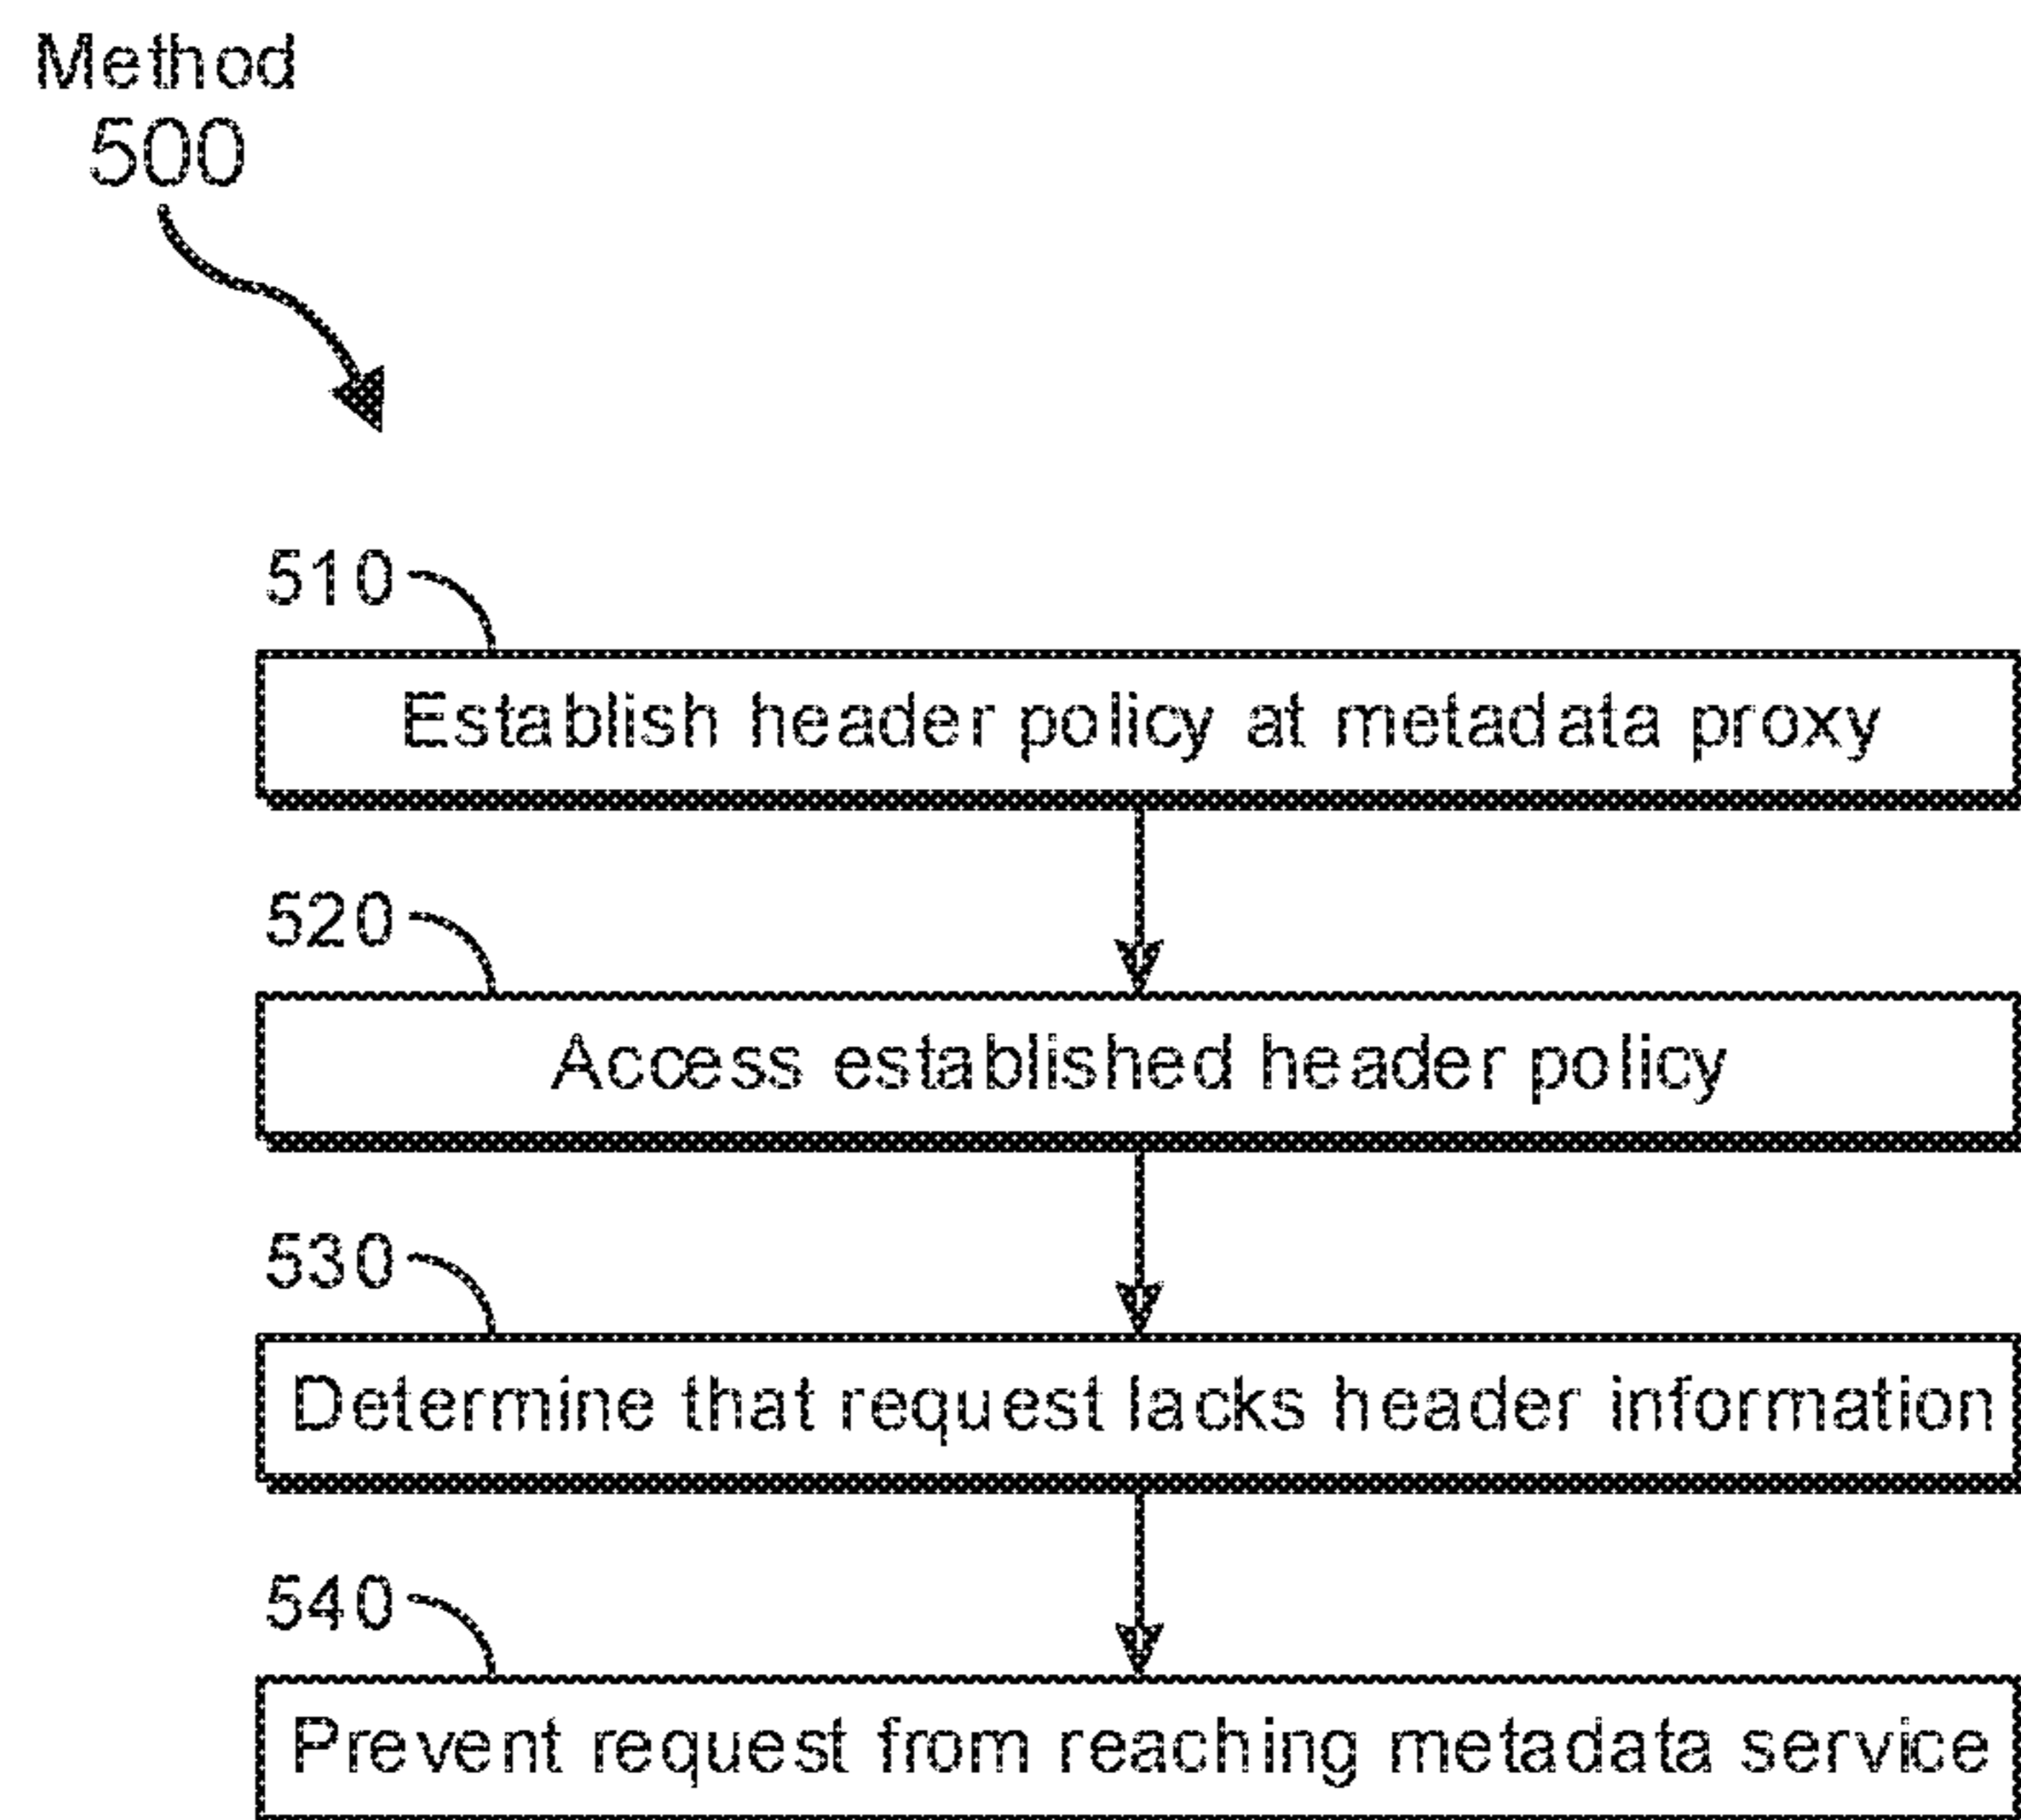 Method
500
510
Establish header policy at metadata proxy
520
Access established header policy
530
Determine that request lacks header information
540
Prevent request from reaching metadata service